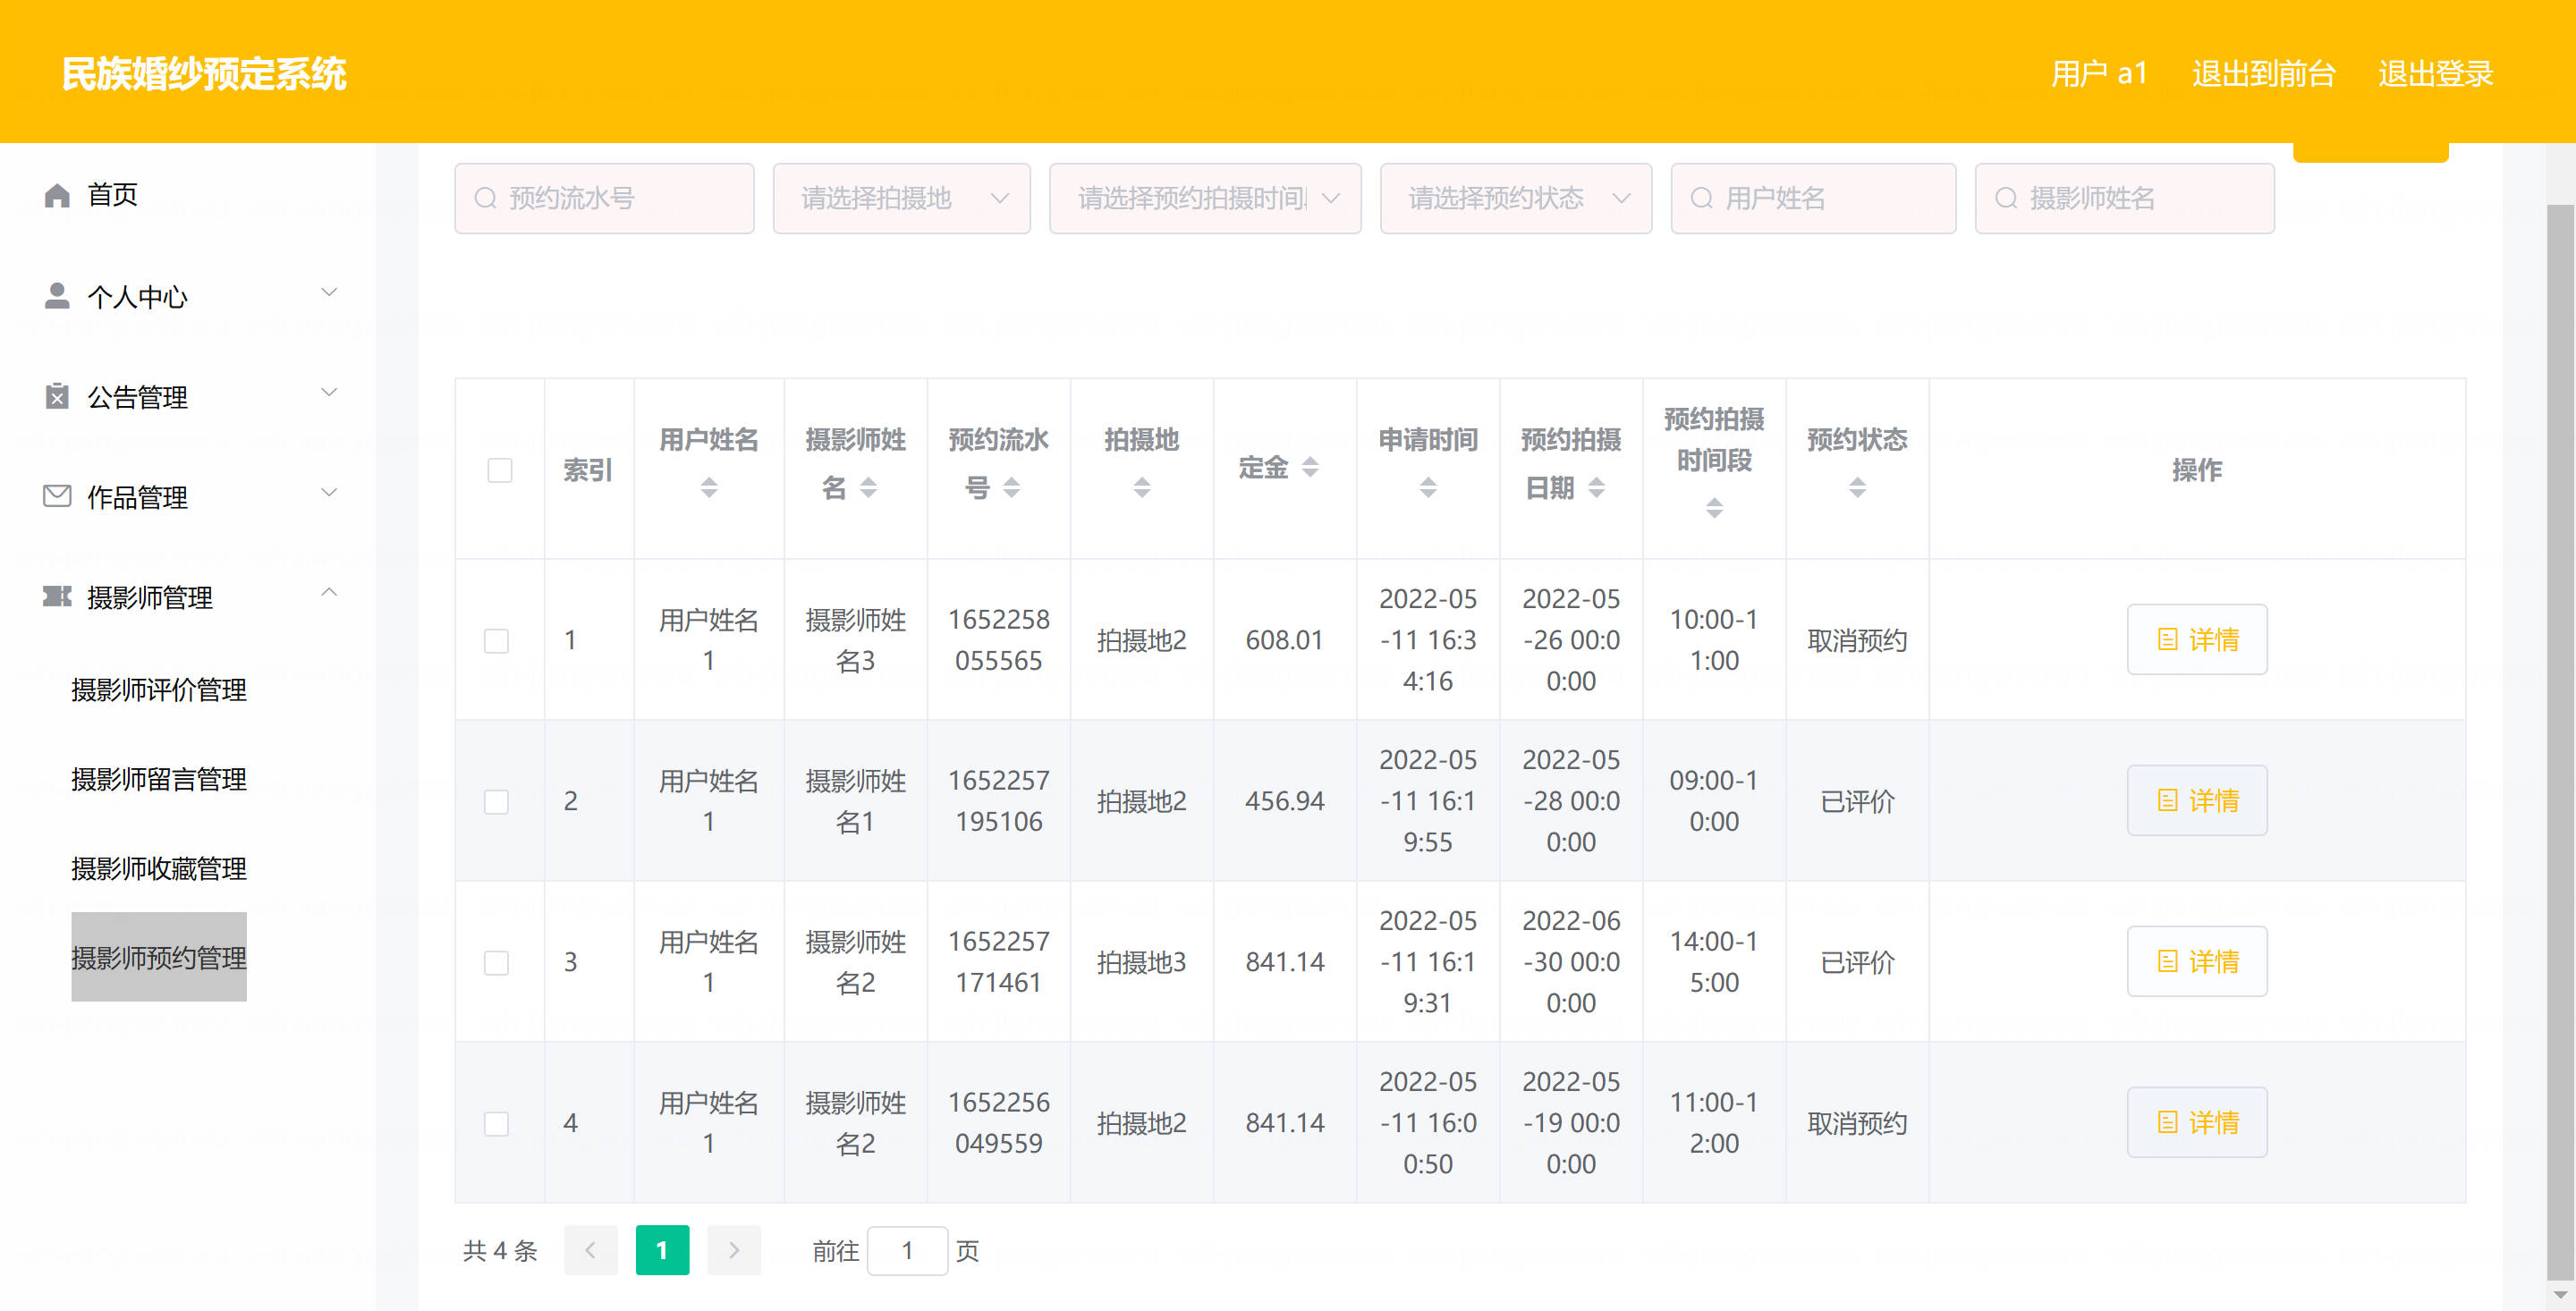 民族婚纱预定系统
用户 a1 退出到前台 退出登录
首页
个人中心
公告管理
作品管理
摄影师管理
摄影师评价管理
摄影师留言管理
摄影师收藏管理
摄影师预约管理
预约流水号 请选择拍摄地 请选择预约拍摄时间 请选择预约状态 用户姓名 摄影师姓名
索引 用户姓名 摄影师姓名 预约流水号 拍摄地 定金 申请时间 预约拍摄日期 预约拍摄时间段 预约状态 操作
1 用户姓名1 摄影师姓名3 1652258055565 拍摄地2 608.01 2022-05-11 16:34:16 2022-05-26 00:00:00 10:00-11:00 取消预约 详情
2 用户姓名1 摄影师姓名1 1652257195106 拍摄地2 456.94 2022-05-11 16:19:55 2022-05-28 00:00:00 09:00-10:00 已评价 详情
3 用户姓名1 摄影师姓名2 1652257171461 拍摄地3 841.14 2022-05-11 16:19:31 2022-06-30 00:00:00 14:00-15:00 已评价 详情
4 用户姓名1 摄影师姓名2 1652256049559 拍摄地2 841.14 2022-05-11 16:00:50 2022-05-19 00:00:00 11:00-12:00 取消预约 详情
共 4 条 1 前往 1 页